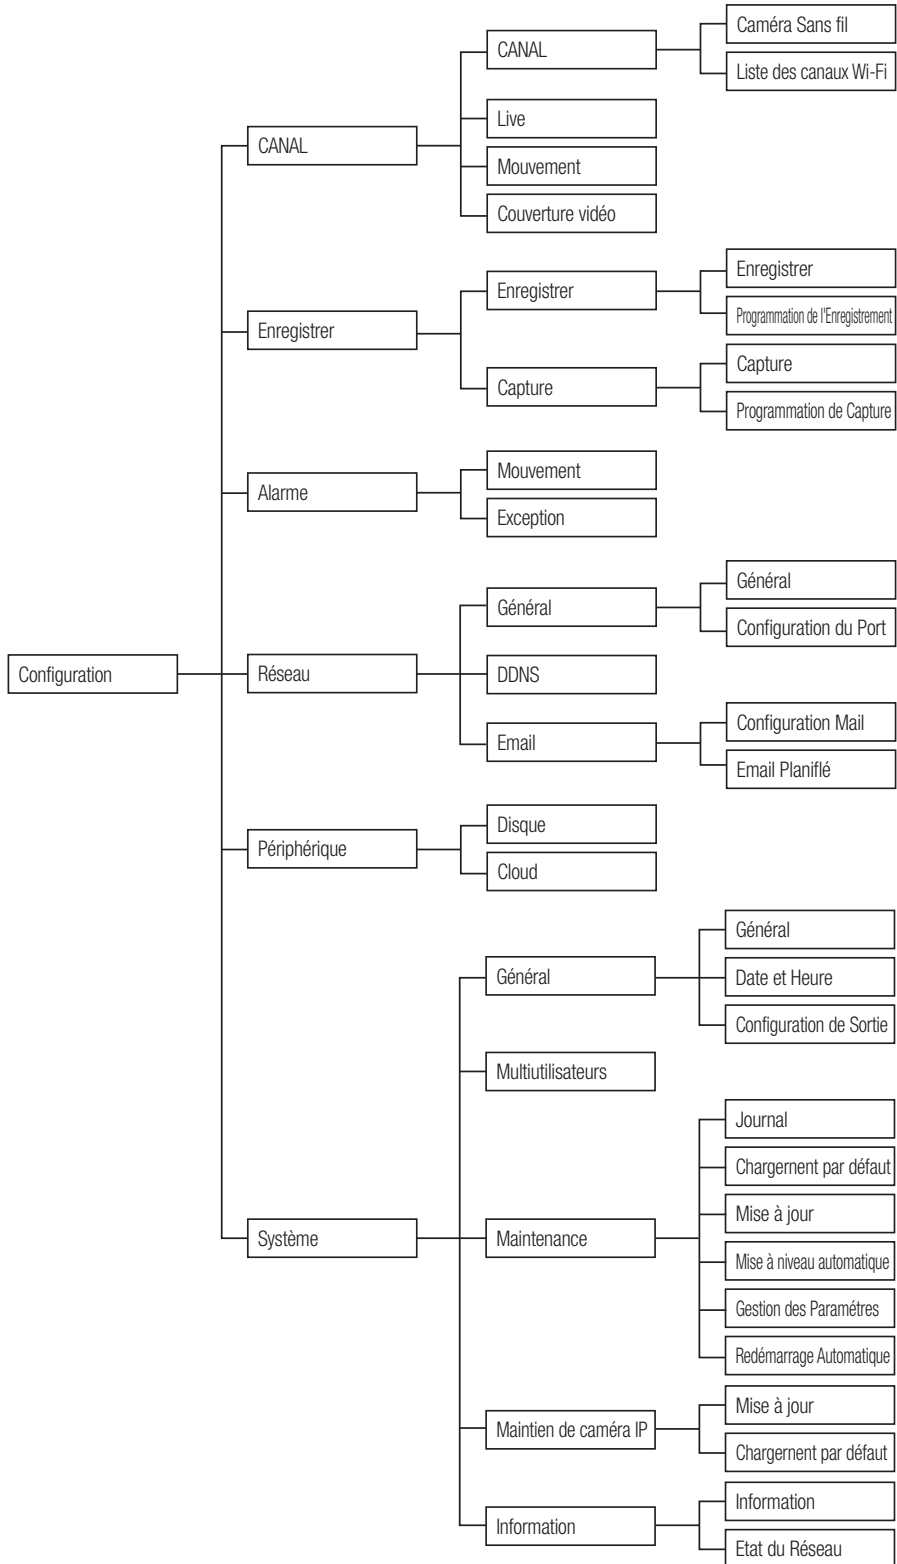 Configuration
CANAL
CANAL
Caméra Sans fil
Liste des canaux Wi-Fi
Live
Mouvement
Couverture vidéo
Enregistrer
Enregistrer
Enregistrer
Programmation de l'Enregistrement
Capture
Capture
Programmation de Capture
Alarme
Mouvement
Exception
Réseau
Général
Général
Configuration du Port
DDNS
Email
Configuration Mail
Email Planiflé
Périphérique
Disque
Cloud
Système
Général
Général
Date et Heure
Configuration de Sortie
Multiutilisateurs
Maintenance
Journal
Chargernent par défaut
Mise à jour
Mise à niveau automatique
Gestion des Paramétres
Redémarrage Automatique
Maintien de caméra IP
Mise à jour
Chargernent par défaut
Information
Information
Etat du Réseau